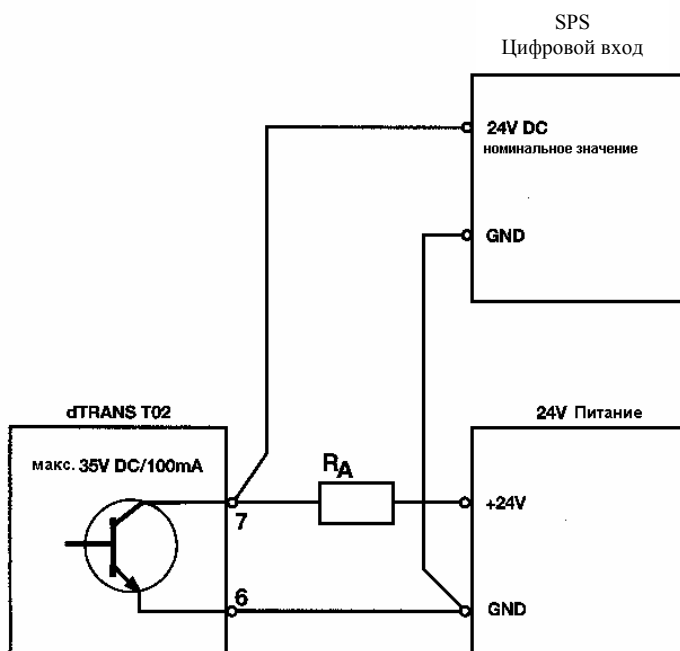 SPS
Цифровой вход
24V DC
номинальное значение
GND
dTRANS T02
24V Питание
макс. 35V DC/100mA
RA
7
+24V
6
GND